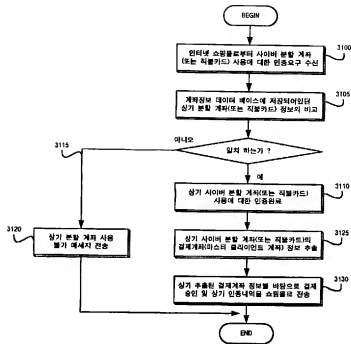 BEGIN
인터넷 쇼핑몰로부터 사이버 분할 계좌
(또는 직불카드) 사용에 대한 인증요구 수신
3100
계좌정보 데이터 베이스에 저장되어있던
상기 분할 계좌(또는 직불카드) 정보의 비교
3105
3115
아니오
일치 하는가 ?
예
상기 사이버 분할 계좌(또는 직불카드)
사용에 대한 인증완료
3110
3120
상기 분할 계좌 사용
불가 메세지 전송
상기 사이버 분할 계좌(또는 직불카드)의
결제계좌(마스터 클라이언트 계좌) 정보 추출
3125
상기 추출된 결제계좌 정보를 바탕으로 결제
승인 및 상기 인증내역을 쇼핑몰로 전송
3130
END